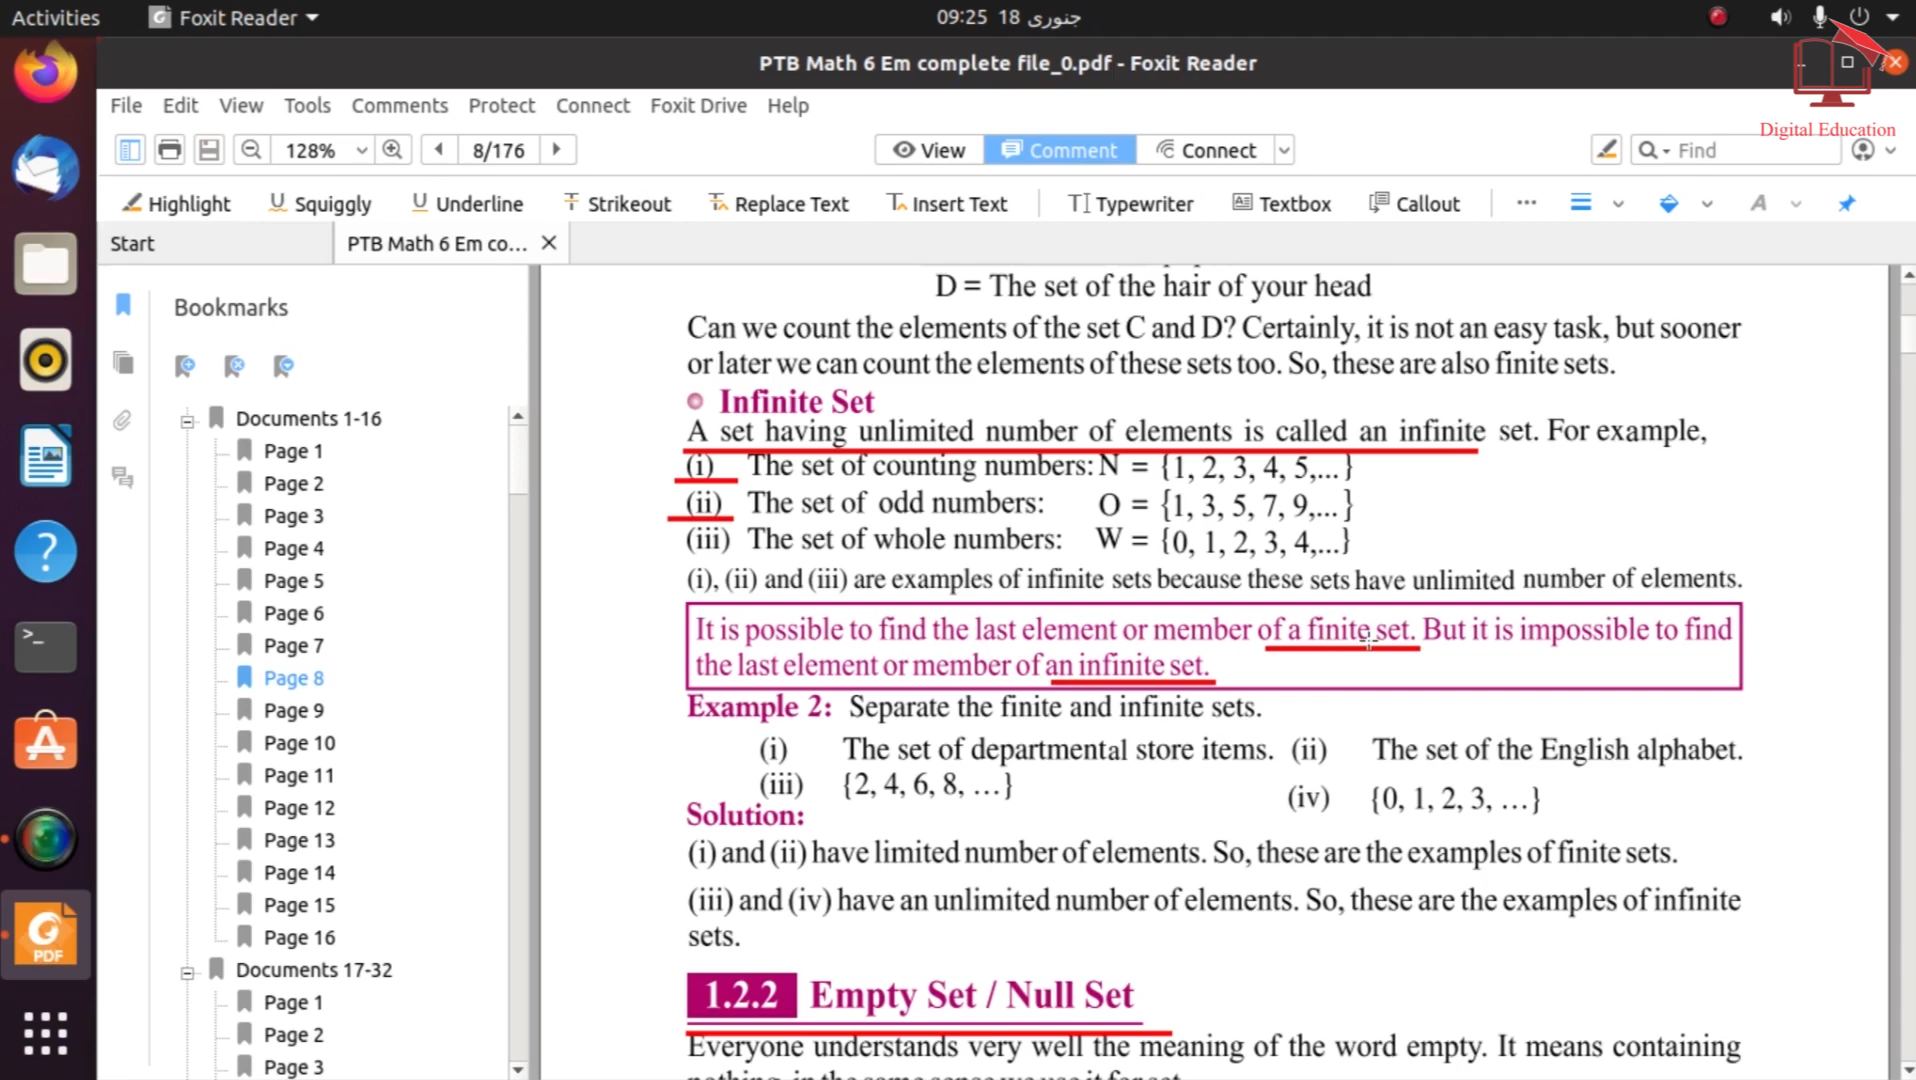 Activities
Foxit Reader
09:25 18 جنوری
PTB Math 6 Em complete file_0.pdf - Foxit Reader
Digital Education
File Edit View Tools Comments Protect Connect Foxit Drive Help
128% 8/176 View Comment Connect Find
Highlight Squiggly Underline Strikeout Replace Text Insert Text Typewriter Textbox Callout
Start PTB Math 6 Em co...
Bookmarks
Documents 1-16
Page 1
Page 2
Page 3
Page 4
Page 5
Page 6
Page 7
Page 8
Page 9
Page 10
Page 11
Page 12
Page 13
Page 14
Page 15
Page 16
Documents 17-32
Page 1
Page 2
Page 3
PDF
D = The set of the hair of your head
Can we count the elements of the set C and D? Certainly, it is not an easy task, but sooner
or later we can count the elements of these sets too. So, these are also finite sets.
Infinite Set
A set having unlimited number of elements is called an infinite set. For example,
(i) The set of counting numbers: N = {1, 2, 3, 4, 5,...}
(ii) The set of odd numbers: O = {1, 3, 5, 7, 9,...}
(iii) The set of whole numbers: W = {0, 1, 2, 3, 4,...}
(i), (ii) and (iii) are examples of infinite sets because these sets have unlimited number of elements.
It is possible to find the last element or member of a finite set. But it is impossible to find
the last element or member of an infinite set.
Example 2: Separate the finite and infinite sets.
(i) The set of departmental store items. (ii) The set of the English alphabet.
(iii) {2, 4, 6, 8, ...} (iv) {0, 1, 2, 3, ...}
Solution:
(i) and (ii) have limited number of elements. So, these are the examples of finite sets.
(iii) and (iv) have an unlimited number of elements. So, these are the examples of infinite
sets.
1.2.2 Empty Set / Null Set
Everyone understands very well the meaning of the word empty. It means containing